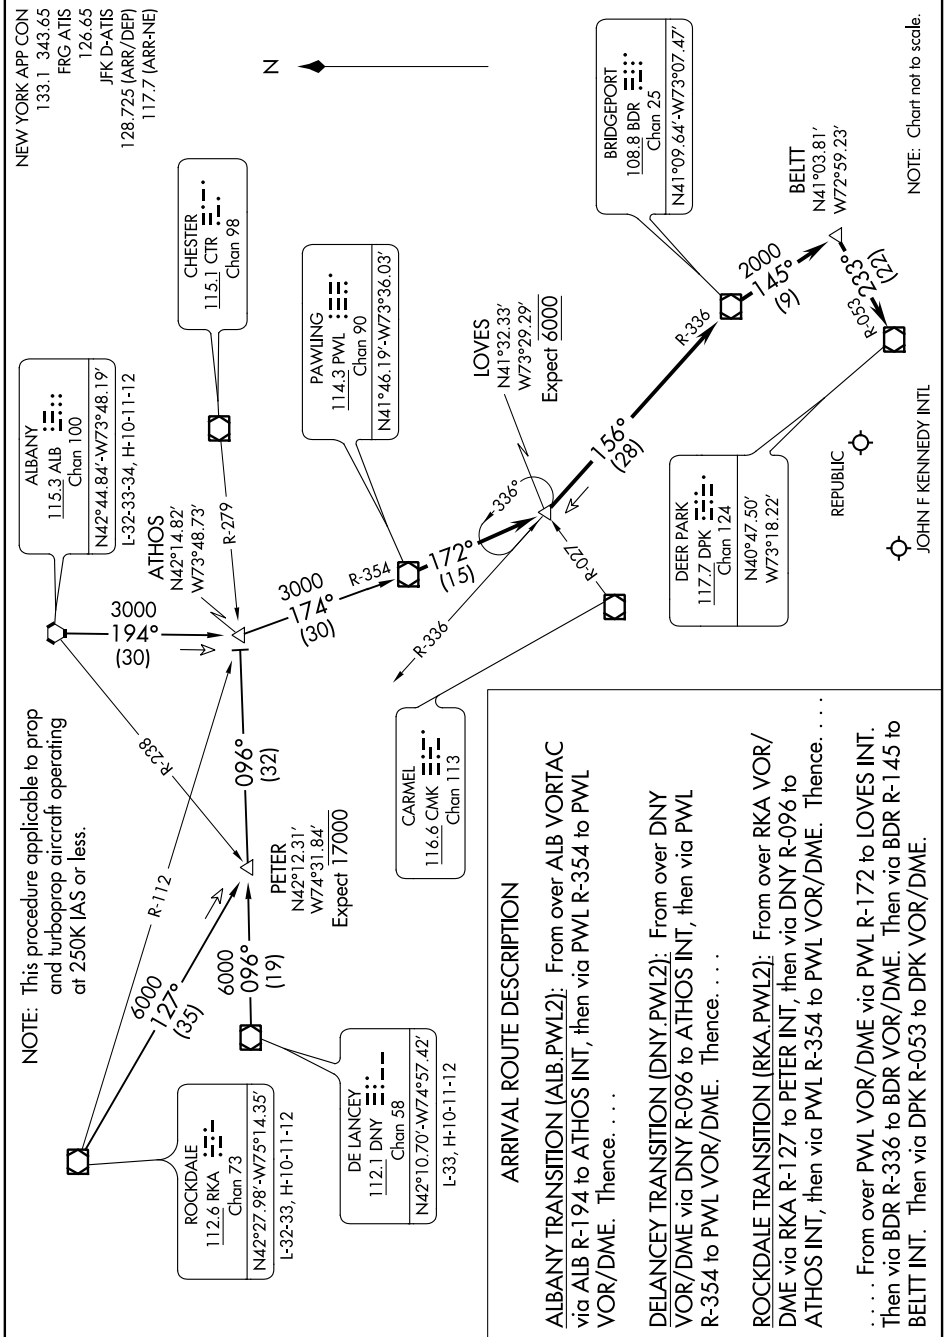 NEW YORK APP CON
133.1 343.65
FRG ATIS
126.65
JFK D-ATIS
128.725 (ARR/DEP)
117.7 (ARR-NE)
N
NOTE: This procedure applicable to prop
and turboprop aircraft operating
at 250K IAS or less.
ALBANY
115.3 ALB
Chan 100
N42°44.84'-W73°48.19'
L-32-33-34, H-10-11-12
CHESTER
115.1 CTR
Chan 98
R-279
ATHOS
N42°14.82'
W73°48.73'
3000
194°
(30)
R-238
R-112
6000
127°
(35)
6000
096°
(19)
096°
(32)
PETER
N42°12.31'
W74°31.84'
Expect 17000
ROCKDALE
112.6 RKA
Chan 73
N42°27.98'-W75°14.35'
L-32-33, H-10-11-12
DE LANCEY
112.1 DNY
Chan 58
N42°10.70'-W74°57.42'
L-33, H-10-11-12
3000
174°
(30)
R-354
PAWLING
114.3 PWL
Chan 90
N41°46.19'-W73°36.03'
172°
(15)
336°
R-336
R-027
LOVES
N41°32.33'
W73°29.29'
Expect 6000
CARMEL
116.6 CMK
Chan 113
156°
(28)
R-336
BRIDGEPORT
108.8 BDR
Chan 25
N41°09.64'-W73°07.47'
2000
145°
(9)
BELTT
N41°03.81'
W72°59.23'
R-053
233°
(22)
DEER PARK
117.7 DPK
Chan 124
N40°47.50'
W73°18.22'
REPUBLIC
JOHN F KENNEDY INTL
NOTE: Chart not to scale.
ARRIVAL ROUTE DESCRIPTION
ALBANY TRANSITION (ALB.PWL2): From over ALB VORTAC
via ALB R-194 to ATHOS INT, then via PWL R-354 to PWL
VOR/DME. Thence. . . .
DELANCEY TRANSITION (DNY.PWL2): From over DNY
VOR/DME via DNY R-096 to ATHOS INT, then via PWL
R-354 to PWL VOR/DME. Thence. . . .
ROCKDALE TRANSITION (RKA.PWL2): From over RKA VOR/
DME via RKA R-127 to PETER INT, then via DNY R-096 to
ATHOS INT, then via PWL R-354 to PWL VOR/DME. Thence. . . .
. . . . From over PWL VOR/DME via PWL R-172 to LOVES INT.
Then via BDR R-336 to BDR VOR/DME. Then via BDR R-145 to
BELTT INT. Then via DPK R-053 to DPK VOR/DME.